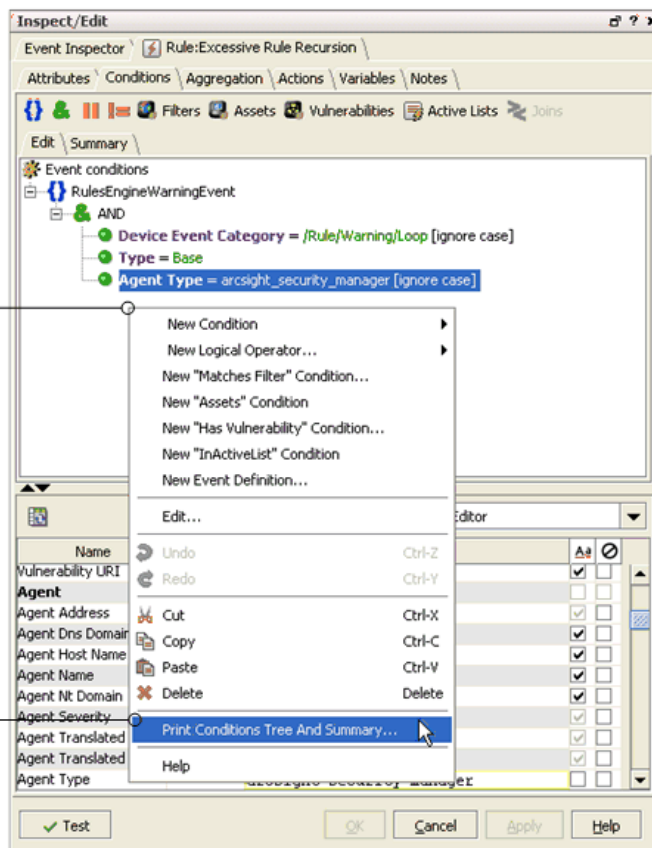 Inspect/Edit
Event Inspector Rule:Excessive Rule Recursion
Attributes Conditions Aggregation Actions Variables Notes
Filters Assets Vulnerabilities Active Lists Joins
Edit Summary
Event conditions
RulesEngineWarningEvent
AND
Device Event Category = /Rule/Warning/Loop [ignore case]
Type = Base
Agent Type = arcsight_security_manager [ignore case]
New Condition
New Logical Operator...
New "Matches Filter" Condition...
New "Assets" Condition
New "Has Vulnerability" Condition...
New "InActiveList" Condition
New Event Definition...
Edit...
Undo Ctrl-Z
Redo Ctrl-Y
Cut Ctrl-X
Copy Ctrl-C
Paste Ctrl-V
Delete Delete
Print Conditions Tree And Summary...
Help
Editor
Name Aa
Vulnerability URI
Agent
Agent Address
Agent Dns Domain
Agent Host Name
Agent Name
Agent Nt Domain
Agent Severity
Agent Translated
Agent Translated
Agent Type
Test OK Cancel Apply Help